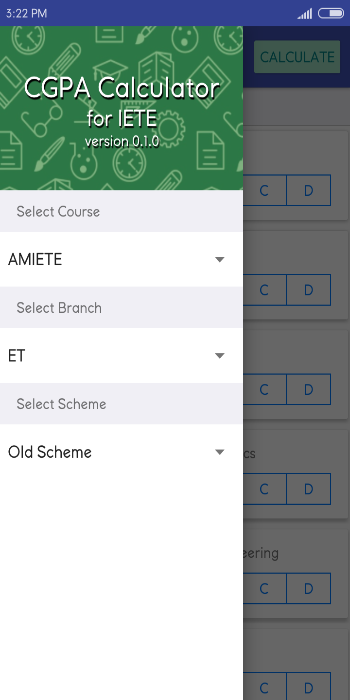 3:22 PM
CALCULATE
CGPA Calculator
for IETE
version 0.1.0
Select Course
C D
AMIETE
Select Branch
C D
ET
Select Scheme
C D
Old Scheme
cs
C D
eering
C D
C D